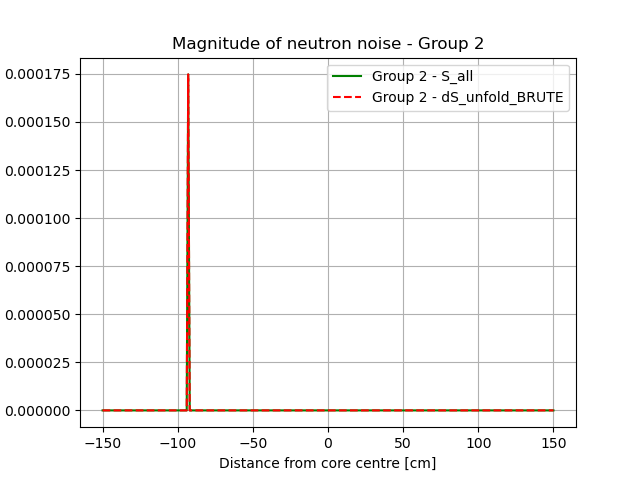 Magnitude of neutron noise - Group 2
Group 2 - S_all
Group 2 - dS_unfold_BRUTE
0.000175
0.000150
0.000125
0.000100
0.000075
0.000050
0.000025
0.000000
−150 −100 −50 0 50 100 150
Distance from core centre [cm]